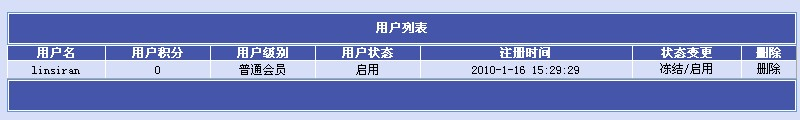 用户列表
用户名 用户积分 用户级别 用户状态 注册时间 状态变更 删除
linsiran 0 普通会员 启用 2010-1-16 15:29:29 冻结/启用 删除